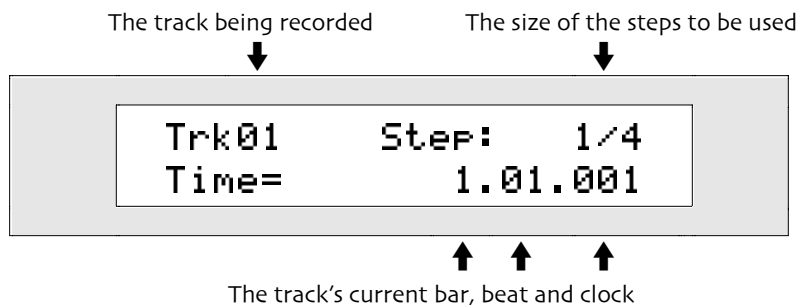 The track being recorded The size of the steps to be used
Trk01 Step: 1/4
Time= 1.01.001
The track's current bar, beat and clock